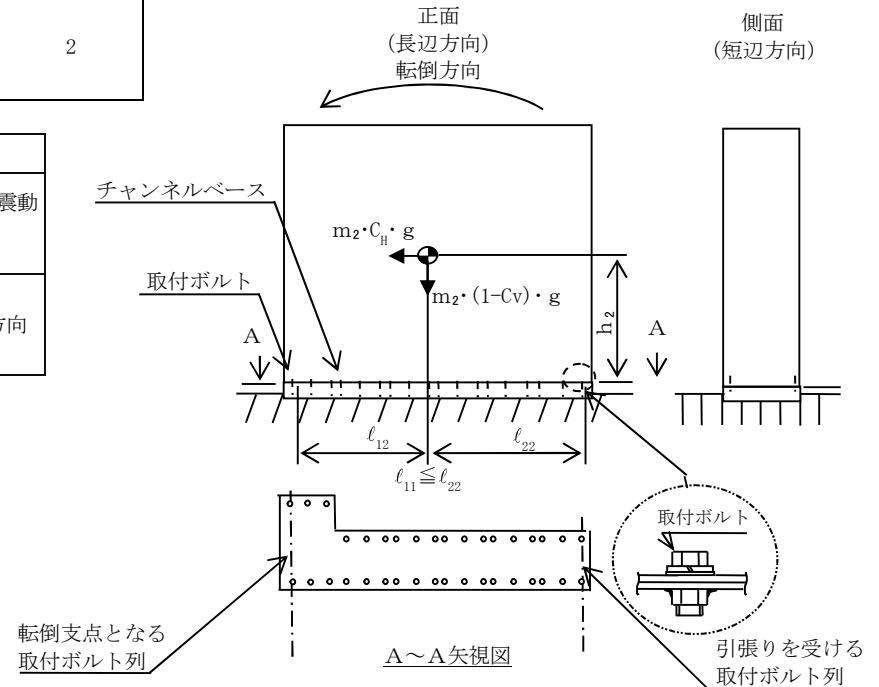 2
震動
方向
正面
(長辺方向)
転倒方向
側面
(短辺方向)
チャンネルベース
m₂・C_H・g
取付ボルト
m₂・(1-Cv)・g
h₂
A
A
ℓ₁₂
ℓ₂₂
ℓ₁₁≦ℓ₂₂
取付ボルト
転倒支点となる
取付ボルト列
A～A矢視図
引張りを受ける
取付ボルト列